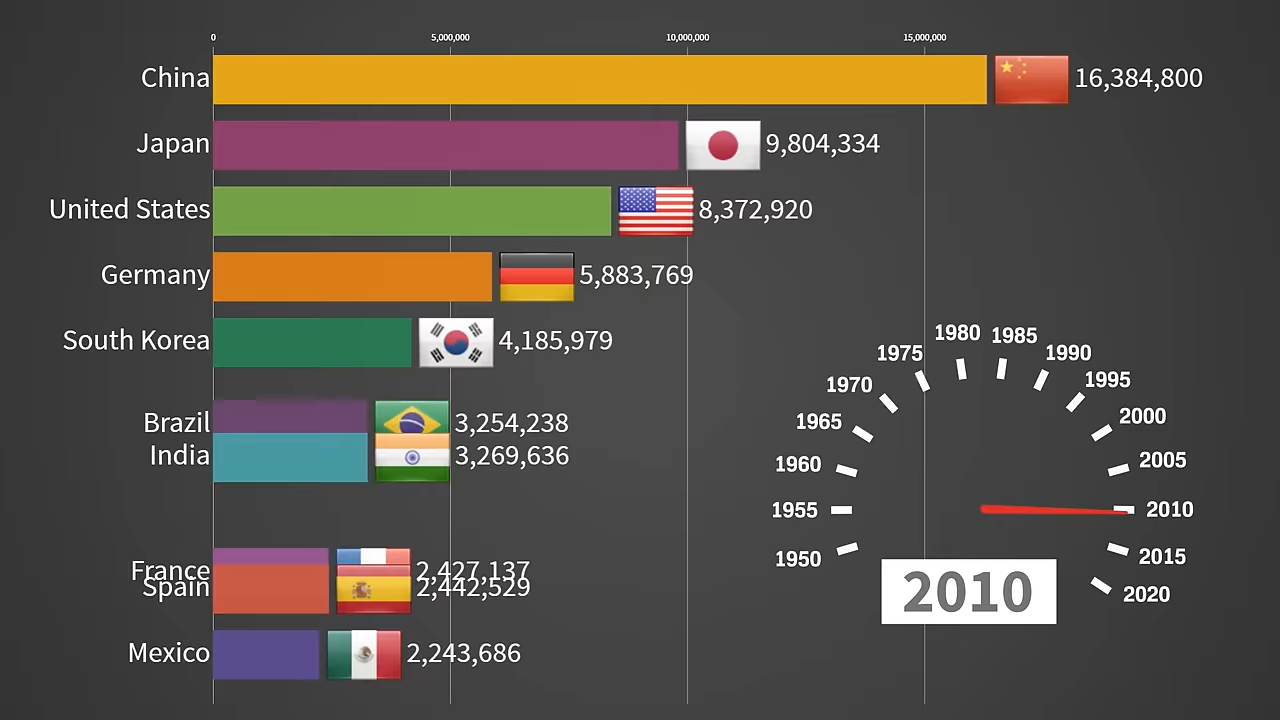 0 5,000,000 10,000,000 15,000,000
China 16,384,800
Japan 9,804,334
United States 8,372,920
Germany 5,883,769
South Korea 4,185,979
Brazil 3,254,238
India 3,269,636
France 2,427,137
Spain 2,442,529
Mexico 2,243,686
1950
1955
1960
1965
1970
1975
1980
1985
1990
1995
2000
2005
2010
2015
2020
2010